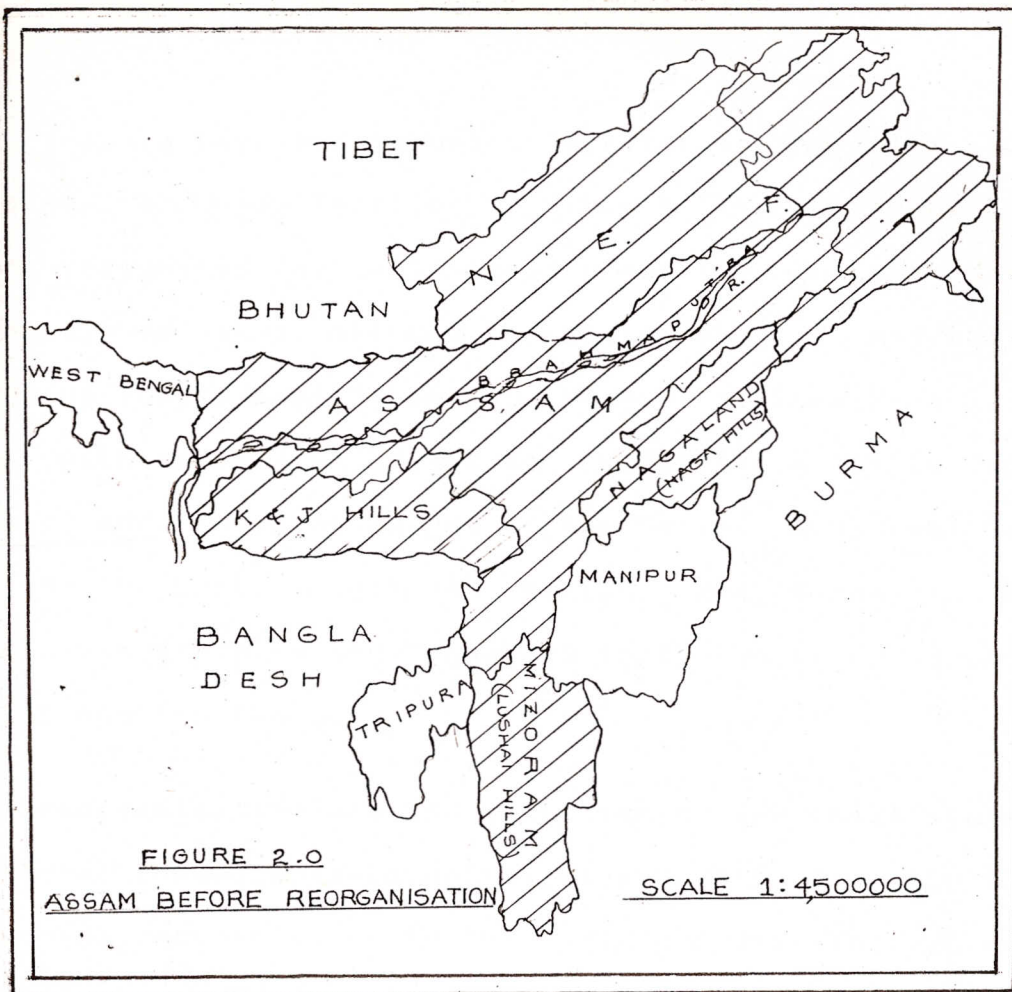 TIBET
N. E. F. A
BHUTAN
BRAHMAPUTRA R.
WEST BENGAL
ASSAM
NAGALAND
(NAGA HILLS)
BURMA
K & J HILLS
MANIPUR
BANGLA
DESH
TRIPURA
MIZORAM
(LUSHAI HILLS)
FIGURE 2.0
ASSAM BEFORE REORGANISATION
SCALE 1:4500000